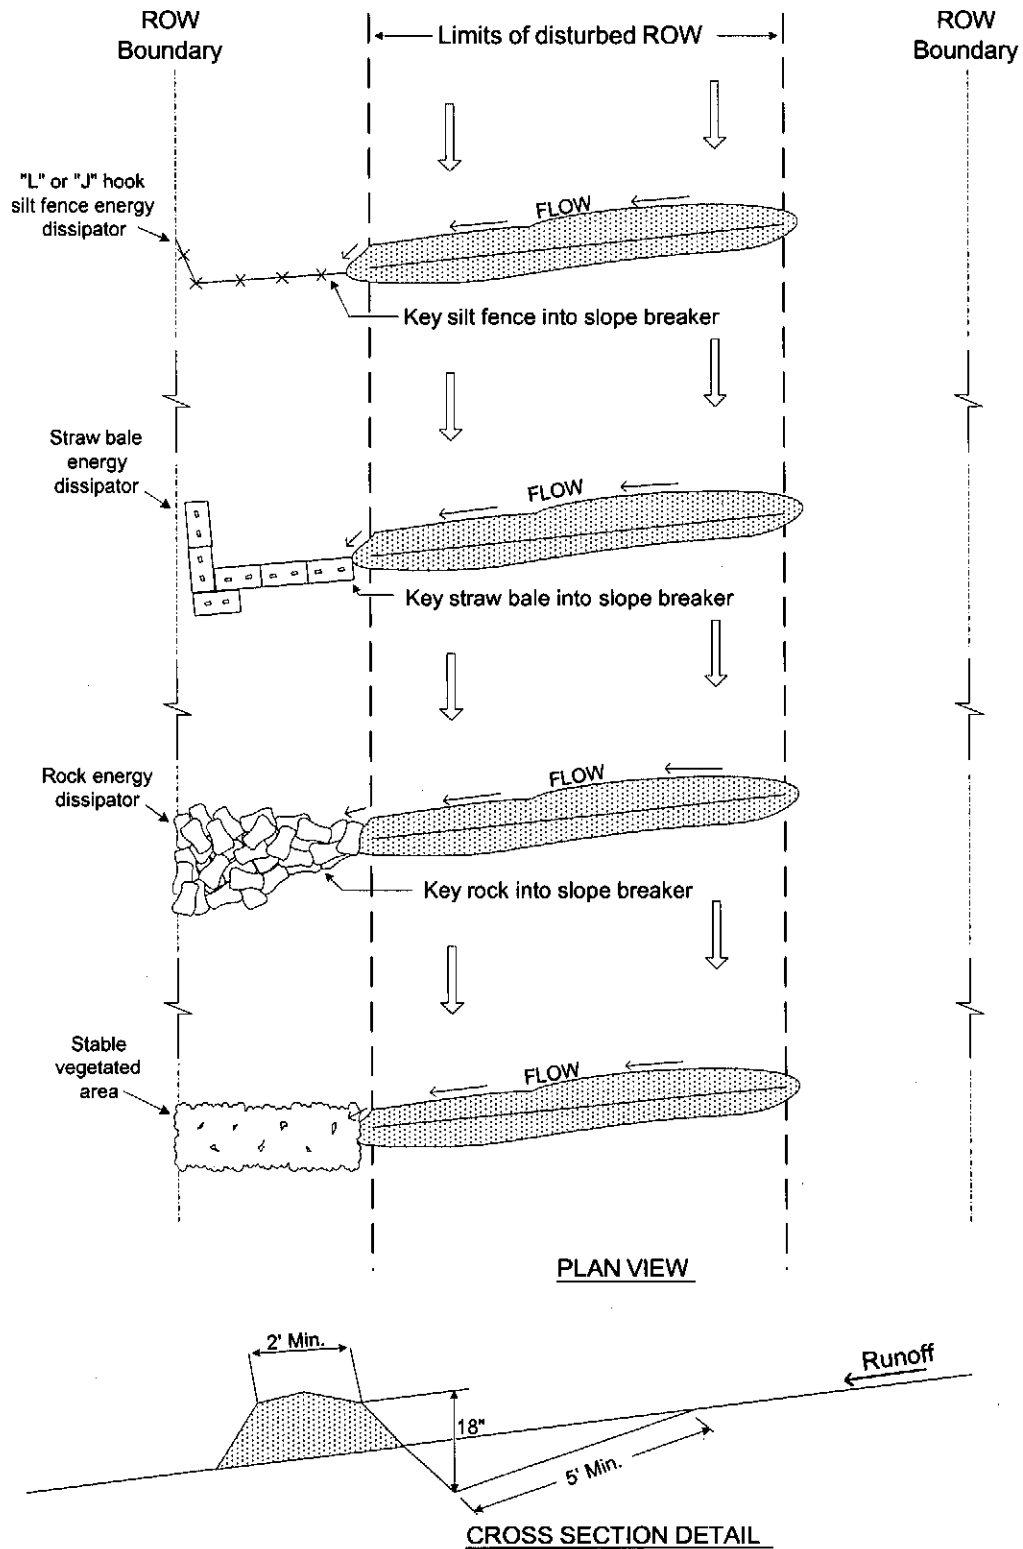 ROW
Boundary
Limits of disturbed ROW
ROW
Boundary
"L" or "J" hook
silt fence energy
dissipator
FLOW
Key silt fence into slope breaker
Straw bale
energy
dissipator
FLOW
Key straw bale into slope breaker
Rock energy
dissipator
FLOW
Key rock into slope breaker
Stable
vegetated
area
FLOW
PLAN VIEW
2' Min.
Runoff
18"
5' Min.
CROSS SECTION DETAIL